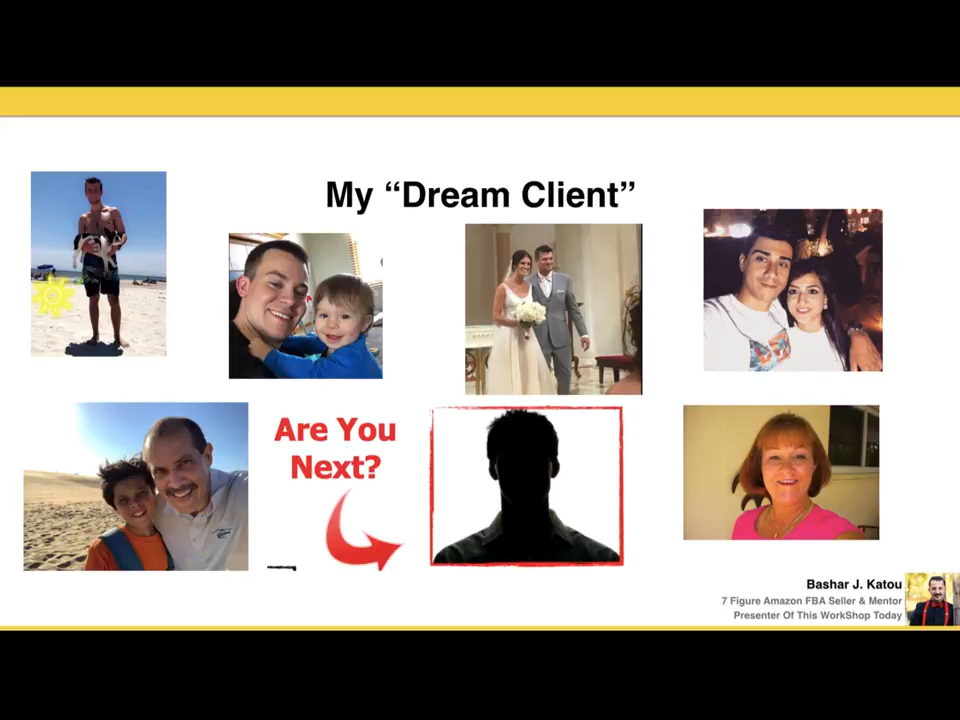 My “Dream Client”
Are You
Next?
Bashar J. Katou
7 Figure Amazon FBA Seller & Mentor
Presenter Of This WorkShop Today